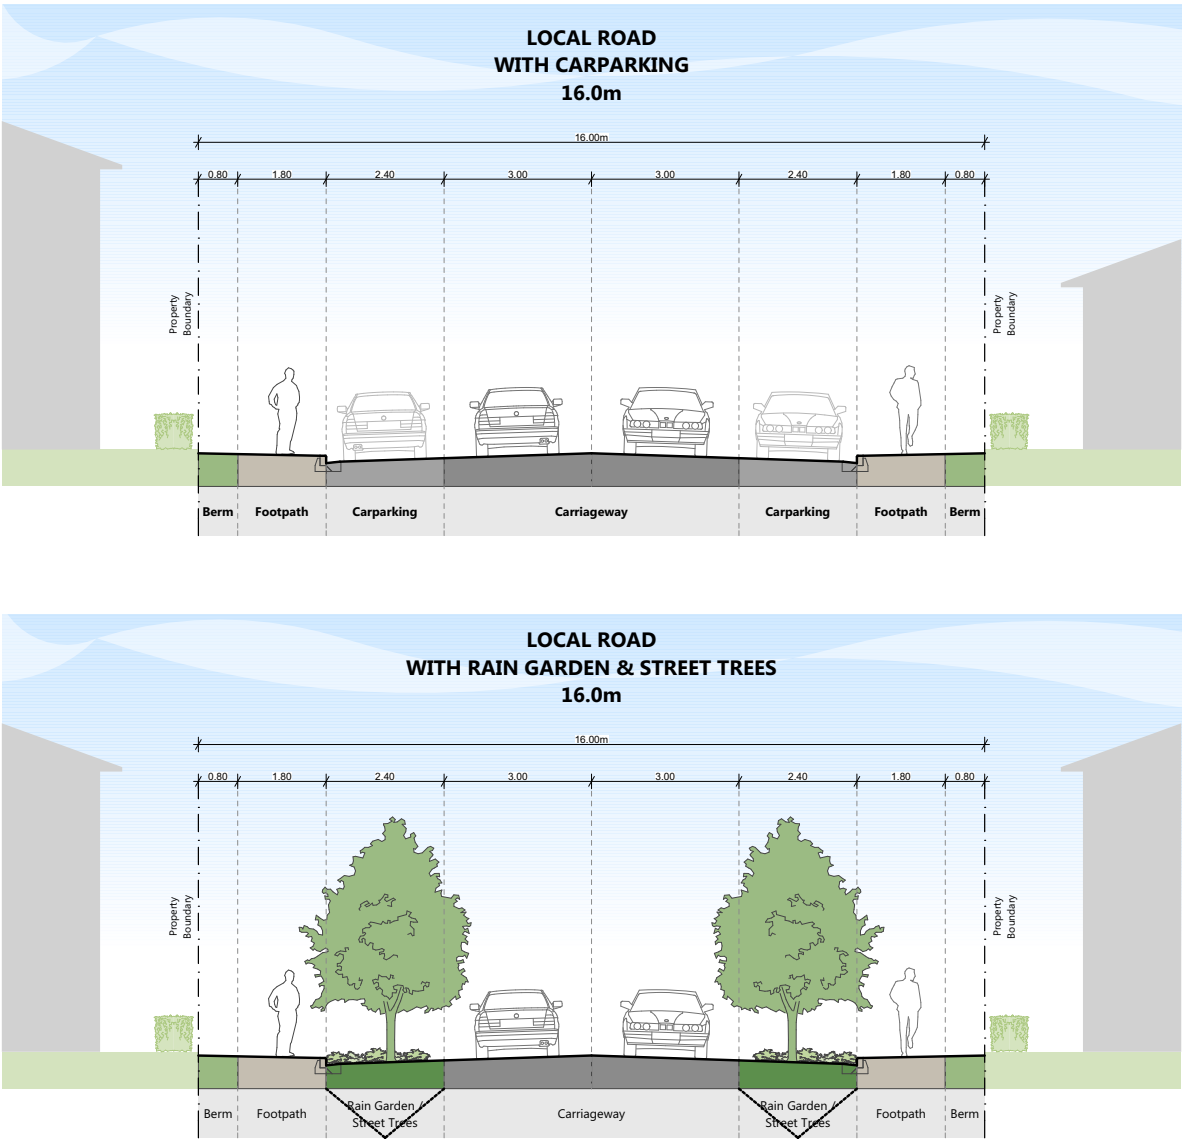 LOCAL ROAD
WITH CARPARKING
16.0m
16.00m
0.80 1.80 2.40 3.00 3.00 2.40 1.80 0.80
Property
Boundary
Property
Boundary
Berm Footpath Carparking Carriageway Carparking Footpath Berm
LOCAL ROAD
WITH RAIN GARDEN & STREET TREES
16.0m
16.00m
0.80 1.80 2.40 3.00 3.00 2.40 1.80 0.80
Property
Boundary
Property
Boundary
Berm Footpath Rain Garden /
Street Trees Carriageway Rain Garden /
Street Trees Footpath Berm